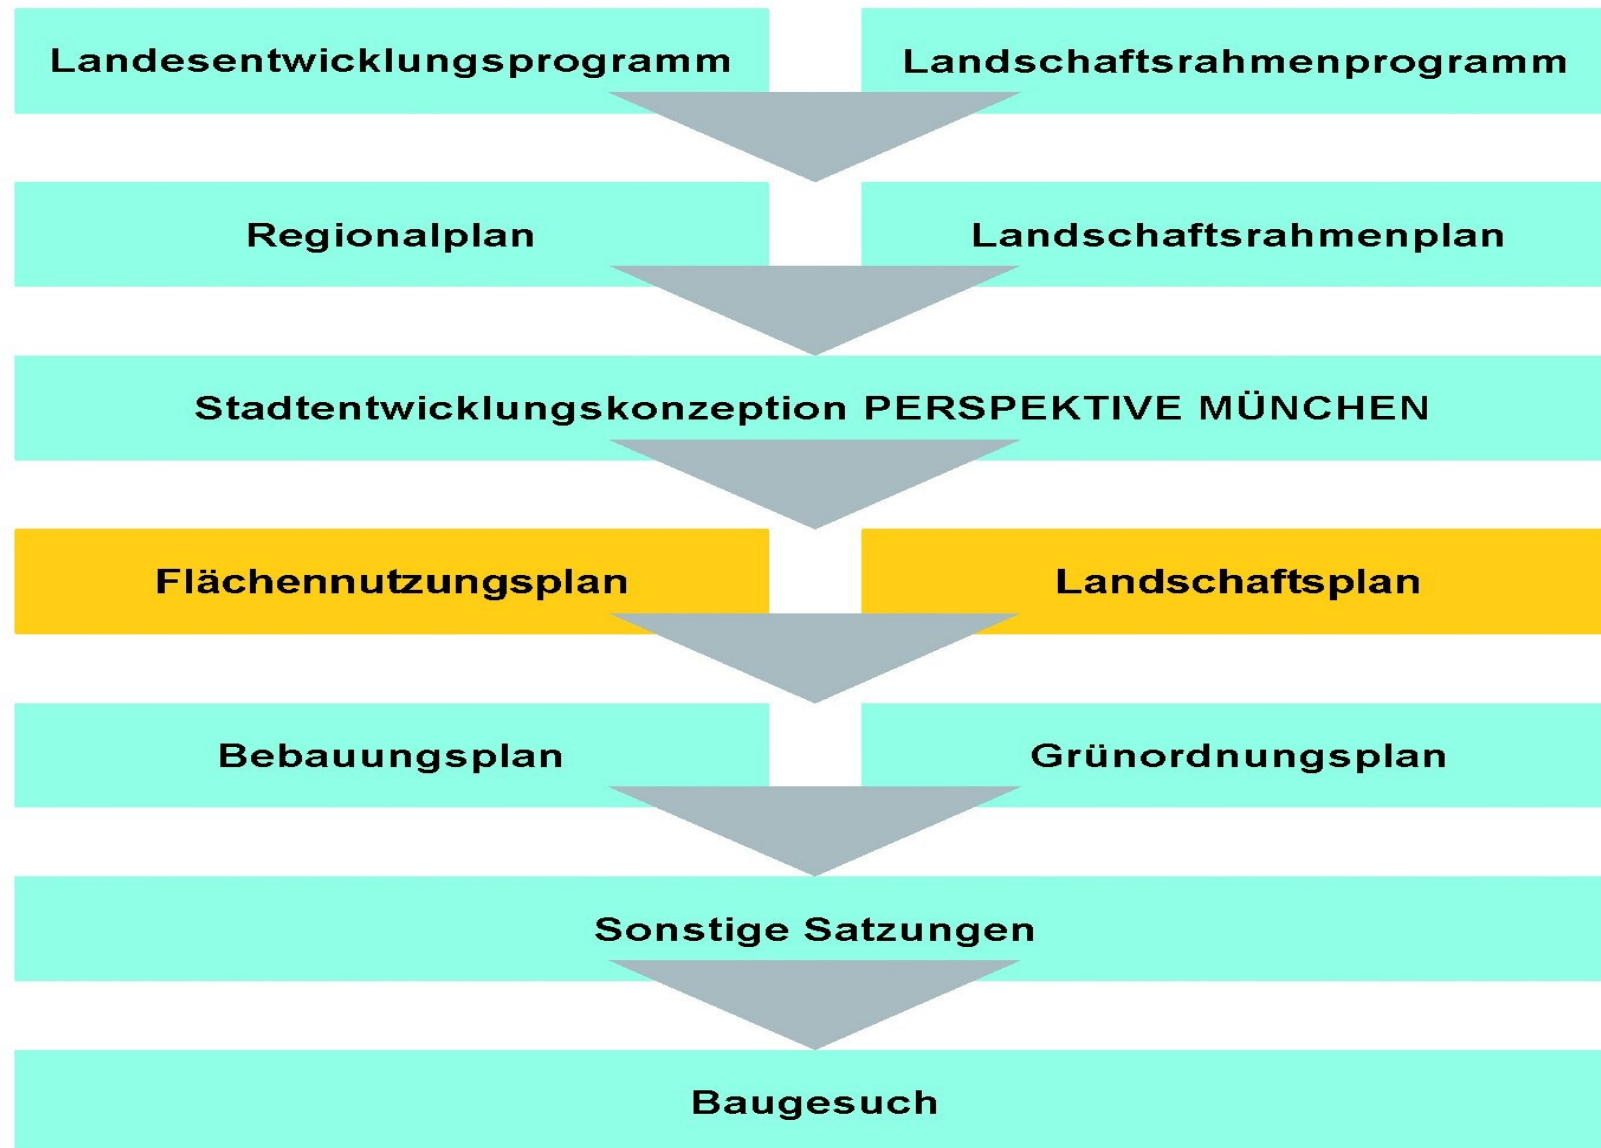 Landesentwicklungsprogramm
Landschaftsrahmenprogramm
Regionalplan
Landschaftsrahmenplan
Stadtentwicklungskonzeption PERSPEKTIVE MÜNCHEN
Flächennutzungsplan
Landschaftsplan
Bebauungsplan
Grünordnungsplan
Sonstige Satzungen
Baugesuch